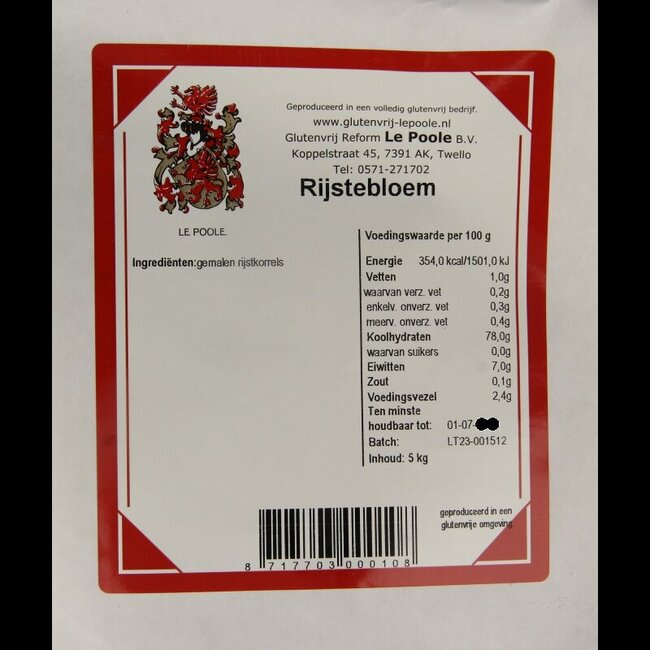 Geproduceerd in een volledig glutenvrij bedrijf.
www.glutenvrij-lepoole.nl
Glutenvrij Reform Le Poole B.V.
Koppelstraat 45, 7391 AK, Twello
Tel: 0571-271702
Rijstebloem
LE POOLE.
Ingrediënten:gemalen rijstkorrels
Voedingswaarde per 100 g
Energie 354,0 kcal/1501,0 kJ
Vetten 1,0g
waarvan verz. vet 0,2g
enkelv. onverz. vet 0,3g
meerv. onverz. vet 0,4g
Koolhydraten 78,0g
waarvan suikers 0,0g
Eiwitten 7,0g
Zout 0,1g
Voedingsvezel 2,4g
Ten minste
houdbaar tot: 01-07-
Batch: LT23-001512
Inhoud: 5 kg
geproduceerd in een
glutenvrije omgeving
8 717703 000108